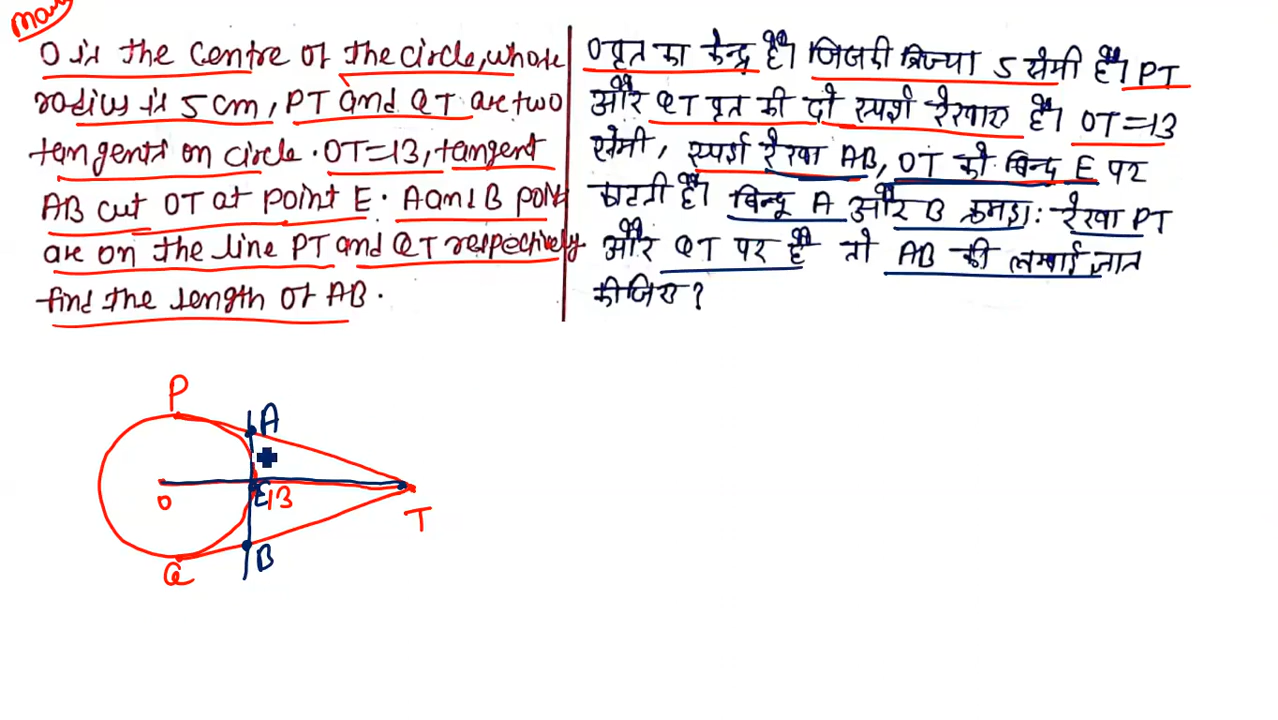 Mains
O is the centre of the circle, whose
radius is 5 cm, PT and QT are two
tangents on circle. OT=13, tangent
AB cut OT at point E. A and B point
are on the line PT and QT respectively
find the length of AB.
O वृत का केन्द्र है। जिजकी त्रिज्या 5 सेमी है। PT
और QT वृत की दो स्पर्श रेखाए है। OT=13
सेमी, स्पर्श रेखा AB, OT को बिन्दु E पर
काटती है। बिन्दु A और B क्रमश: रेखा PT
और QT पर है तो AB की लम्बाई ज्ञात
कीजिए?
P
A
O
E
13
T
B
Q